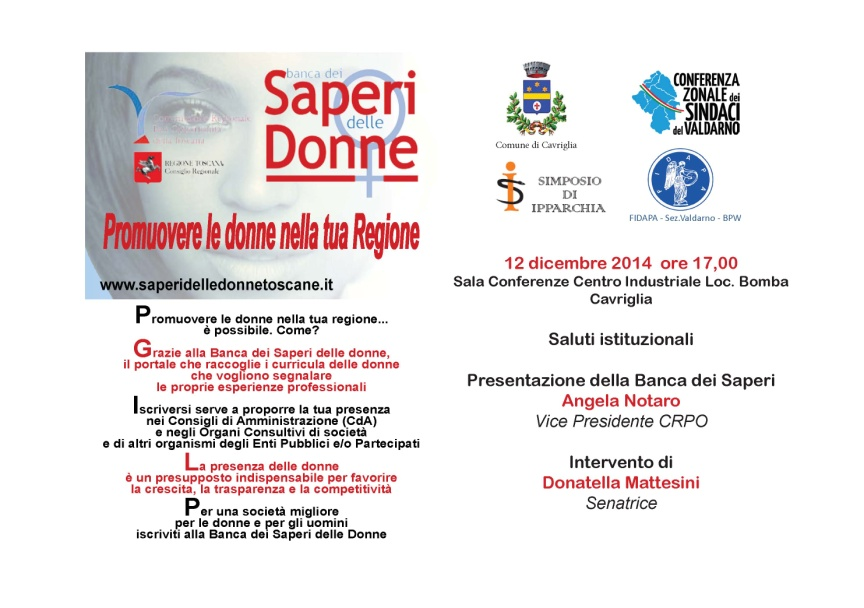 banca dei
Saperi
delle
Donne
REGIONE TOSCANA
Consiglio Regionale
Promuovere le donne nella tua Regione
www.saperidelledonnetoscane.it
Promuovere le donne nella tua regione...
è possibile. Come?
Grazie alla Banca dei Saperi delle donne,
il portale che raccoglie i curricula delle donne
che vogliono segnalare
le proprie esperienze professionali
Iscriversi serve a proporre la tua presenza
nei Consigli di Amministrazione (CdA)
e negli Organi Consultivi di società
e di altri organismi degli Enti Pubblici e/o Partecipati
La presenza delle donne
è un presupposto indispensabile per favorire
la crescita, la trasparenza e la competitività
Per una società migliore
per le donne e per gli uomini
iscriviti alla Banca dei Saperi delle Donne
Comune di Cavriglia
CONFERENZA
ZONALE dei
SINDACI
del VALDARNO
iS
SIMPOSIO
DI
IPPARCHIA
FIDAPA
FIDAPA - Sez.Valdarno - BPW
12 dicembre 2014 ore 17,00
Sala Conferenze Centro Industriale Loc. Bomba
Cavriglia
Saluti istituzionali
Presentazione della Banca dei Saperi
Angela Notaro
Vice Presidente CRPO
Intervento di
Donatella Mattesini
Senatrice